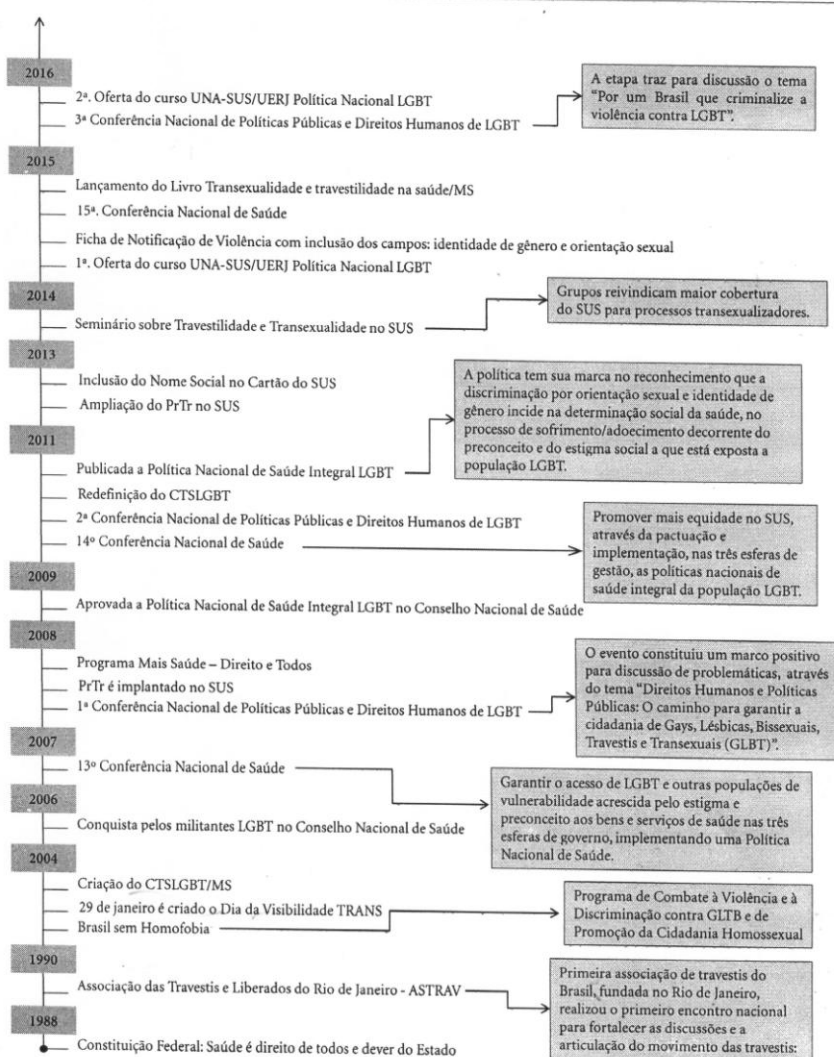 2016
2ª. Oferta do curso UNA-SUS/UERJ Política Nacional LGBT
3ª Conferência Nacional de Políticas Públicas e Direitos Humanos de LGBT
A etapa traz para discussão o tema
"Por um Brasil que criminalize a
violência contra LGBT".
2015
Lançamento do Livro Transexualidade e travestilidade na saúde/MS
15ª. Conferência Nacional de Saúde
Ficha de Notificação de Violência com inclusão dos campos: identidade de gênero e orientação sexual
1ª. Oferta do curso UNA-SUS/UERJ Política Nacional LGBT
2014
Seminário sobre Travestilidade e Transexualidade no SUS
Grupos reivindicam maior cobertura
do SUS para processos transexualizadores.
2013
Inclusão do Nome Social no Cartão do SUS
Ampliação do PrTr no SUS
A política tem sua marca no reconhecimento que a
discriminação por orientação sexual e identidade de
gênero incide na determinação social da saúde, no
processo de sofrimento/adoecimento decorrente do
preconceito e do estigma social a que está exposta a
população LGBT.
2011
Publicada a Política Nacional de Saúde Integral LGBT
Redefinição do CTSLGBT
2ª Conferência Nacional de Políticas Públicas e Direitos Humanos de LGBT
14º Conferência Nacional de Saúde
Promover mais equidade no SUS,
através da pactuação e
implementação, nas três esferas de
gestão, as políticas nacionais de
saúde integral da população LGBT.
2009
Aprovada a Política Nacional de Saúde Integral LGBT no Conselho Nacional de Saúde
2008
Programa Mais Saúde – Direito e Todos
PrTr é implantado no SUS
1ª Conferência Nacional de Políticas Públicas e Direitos Humanos de LGBT
O evento constituiu um marco positivo
para discussão de problemáticas, através
do tema "Direitos Humanos e Políticas
Públicas: O caminho para garantir a
cidadania de Gays, Lésbicas, Bissexuais,
Travestis e Transexuais (GLBT)".
2007
13º Conferência Nacional de Saúde
Garantir o acesso de LGBT e outras populações de
vulnerabilidade acrescida pelo estigma e
preconceito aos bens e serviços de saúde nas três
esferas de governo, implementando uma Política
Nacional de Saúde.
2006
Conquista pelos militantes LGBT no Conselho Nacional de Saúde
2004
Criação do CTSLGBT/MS
29 de janeiro é criado o Dia da Visibilidade TRANS
Brasil sem Homofobia
Programa de Combate à Violência e à
Discriminação contra GLTB e de
Promoção da Cidadania Homossexual
1990
Associação das Travestis e Liberados do Rio de Janeiro - ASTRAV
Primeira associação de travestis do
Brasil, fundada no Rio de Janeiro,
realizou o primeiro encontro nacional
para fortalecer as discussões e a
articulação do movimento das travestis:
1988
Constituição Federal: Saúde é direito de todos e dever do Estado